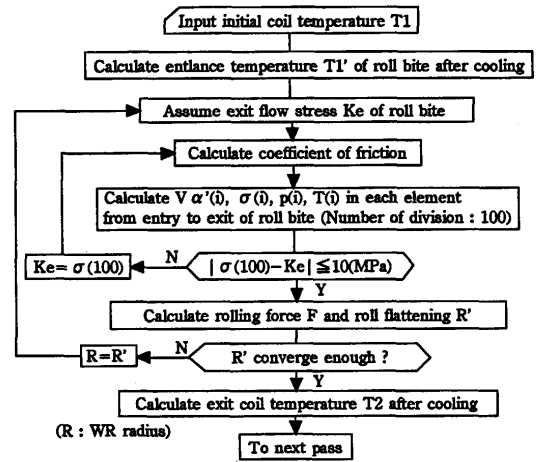 Input initial coil temperature T1
Calculate entlance temperature T1' of roll bite after cooling
Assume exit flow stress Ke of roll bite
Calculate coefficient of friction
Calculate V α'(i), σ(i), p(i), T(i) in each element
from entry to exit of roll bite (Number of division : 100)
Ke= σ(100)
N
| σ(100)−Ke | ≦10(MPa)
Y
Calculate rolling force F and roll flattening R'
R=R'
N
R' converge enough ?
Y
Calculate exit coil temperature T2 after cooling
(R : WR radius)
To next pass